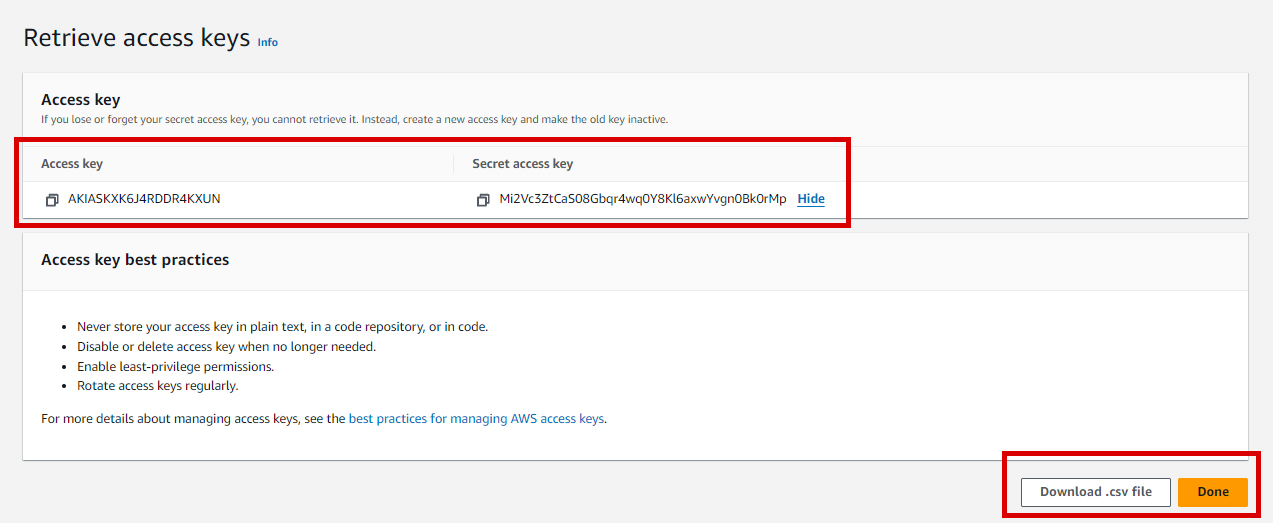 Retrieve access keys Info
Access key
If you lose or forget your secret access key, you cannot retrieve it. Instead, create a new access key and make the old key inactive.
Access key Secret access key
AKIASKXK6J4RDDR4KXUN Mi2Vc3ZtCaS08Gbqr4wq0Y8Kl6axwYvgn0Bk0rMp Hide
Access key best practices
• Never store your access key in plain text, in a code repository, or in code.
• Disable or delete access key when no longer needed.
• Enable least-privilege permissions.
• Rotate access keys regularly.
For more details about managing access keys, see the best practices for managing AWS access keys.
Download .csv file Done